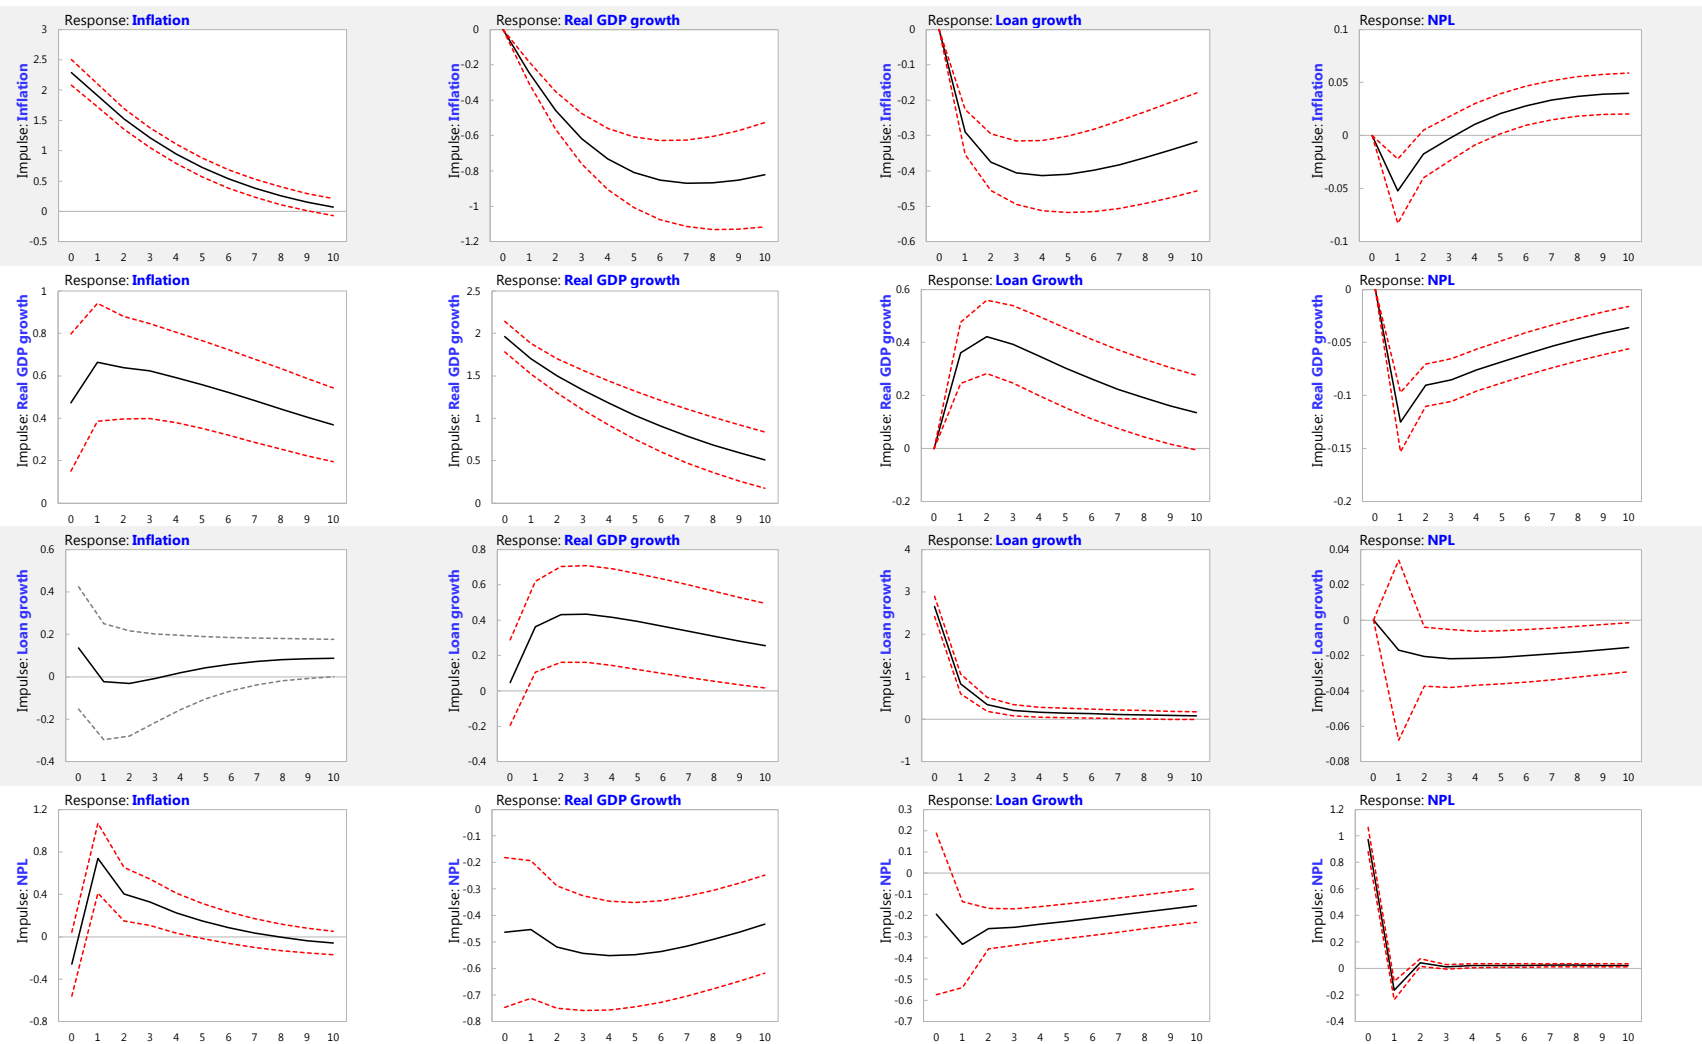 Response: Inflation
Impulse: Inflation
3
2.5
2
1.5
1
0.5
0
-0.5
0 1 2 3 4 5 6 7 8 9 10
Response: Real GDP growth
Impulse: Inflation
0
-0.2
-0.4
-0.6
-0.8
-1
-1.2
0 1 2 3 4 5 6 7 8 9 10
Response: Loan growth
Impulse: Inflation
0
-0.1
-0.2
-0.3
-0.4
-0.5
-0.6
0 1 2 3 4 5 6 7 8 9 10
Response: NPL
Impulse: Inflation
0.1
0.05
0
-0.05
-0.1
0 1 2 3 4 5 6 7 8 9 10
Response: Inflation
Impulse: Real GDP growth
1
0.8
0.6
0.4
0.2
0
0 1 2 3 4 5 6 7 8 9 10
Response: Real GDP growth
Impulse: Real GDP growth
2.5
2
1.5
1
0.5
0
0 1 2 3 4 5 6 7 8 9 10
Response: Loan Growth
Impulse: Real GDP growth
0.6
0.4
0.2
0
-0.2
0 1 2 3 4 5 6 7 8 9 10
Response: NPL
Impulse: Real GDP growth
0
-0.05
-0.1
-0.15
-0.2
0 1 2 3 4 5 6 7 8 9 10
Response: Inflation
Impulse: Loan growth
0.6
0.4
0.2
0
-0.2
-0.4
0 1 2 3 4 5 6 7 8 9 10
Response: Real GDP growth
Impulse: Loan growth
0.8
0.6
0.4
0.2
0
-0.2
-0.4
0 1 2 3 4 5 6 7 8 9 10
Response: Loan growth
Impulse: Loan growth
4
3
2
1
0
-1
0 1 2 3 4 5 6 7 8 9 10
Response: NPL
Impulse: Loan growth
0.04
0.02
0
-0.02
-0.04
-0.06
-0.08
0 1 2 3 4 5 6 7 8 9 10
Response: Inflation
Impulse: NPL
1.2
0.8
0.4
0
-0.4
-0.8
0 1 2 3 4 5 6 7 8 9 10
Response: Real GDP Growth
Impulse: NPL
0
-0.1
-0.2
-0.3
-0.4
-0.5
-0.6
-0.7
-0.8
0 1 2 3 4 5 6 7 8 9 10
Response: Loan Growth
Impulse: NPL
0.3
0.2
0.1
0
-0.1
-0.2
-0.3
-0.4
-0.5
-0.6
-0.7
0 1 2 3 4 5 6 7 8 9 10
Response: NPL
Impulse: NPL
1.2
1
0.8
0.6
0.4
0.2
0
-0.2
-0.4
0 1 2 3 4 5 6 7 8 9 10